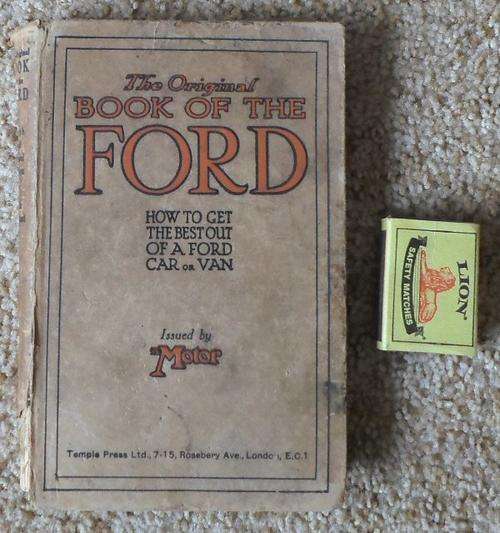 The Original
BOOK OF THE
FORD
HOW TO GET
THE BEST OUT
OF A FORD
CAR OR VAN
Issued by
"Motor
Temple Press Ltd., 7-15, Rosebery Ave., London, E.C.1
LION
SAFETY MATCHES